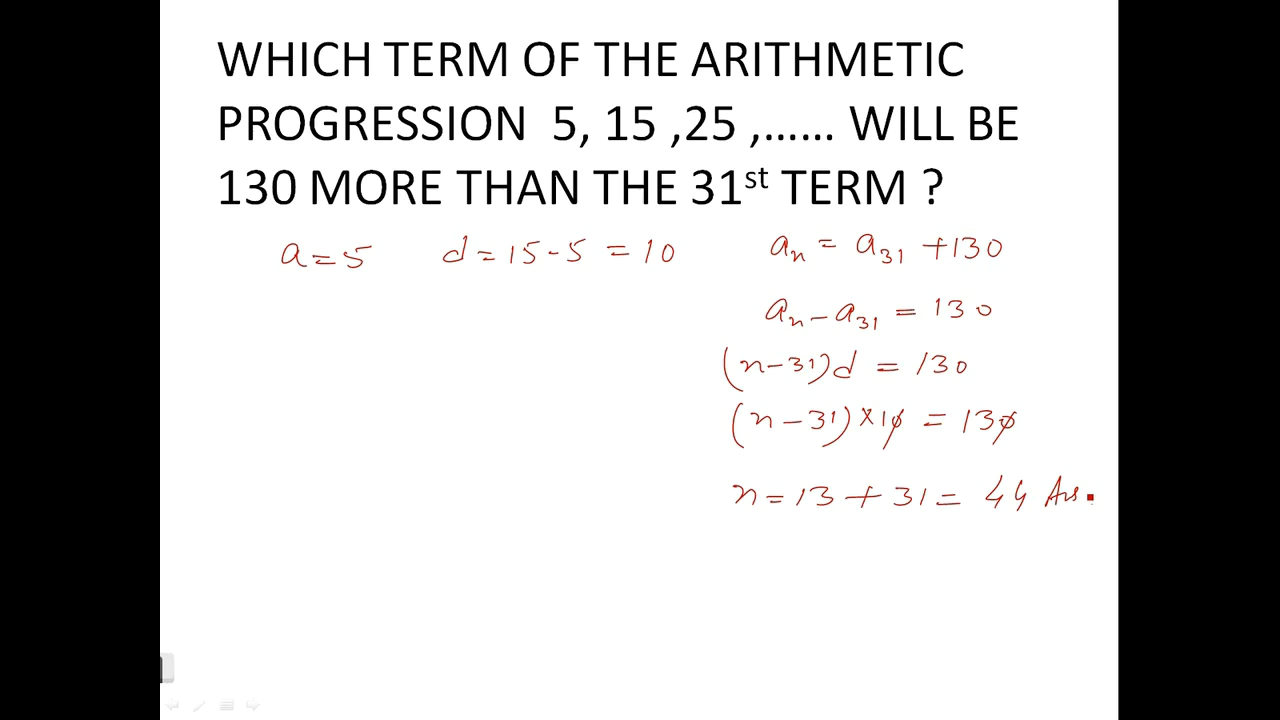 WHICH TERM OF THE ARITHMETIC
PROGRESSION 5, 15 ,25 ,...... WILL BE
130 MORE THAN THE 31st TERM ?
a = 5 d = 15 - 5 = 10 an = a31 + 130
an - a31 = 130
(n - 31)d = 130
(n - 31) × 10 = 130
n = 13 + 31 = 44 Ans.